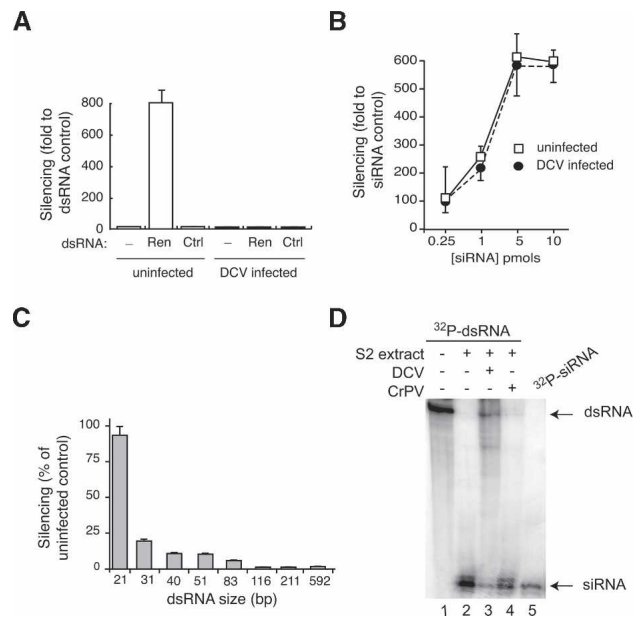 A
Silencing (fold to
dsRNA control)
800
600
400
200
0
dsRNA: – Ren Ctrl – Ren Ctrl
uninfected DCV infected
B
Silencing (fold to
siRNA control)
600
500
400
300
200
100
0
uninfected
DCV infected
0.25 1 5 10
[siRNA] pmols
C
Silencing (% of
uninfected control)
100
75
50
25
0
21 31 40 51 83 116 211 592
dsRNA size (bp)
D
32P-dsRNA
S2 extract - + + +
DCV - - + -
CrPV - - - +
32P-siRNA
dsRNA
siRNA
1 2 3 4 5